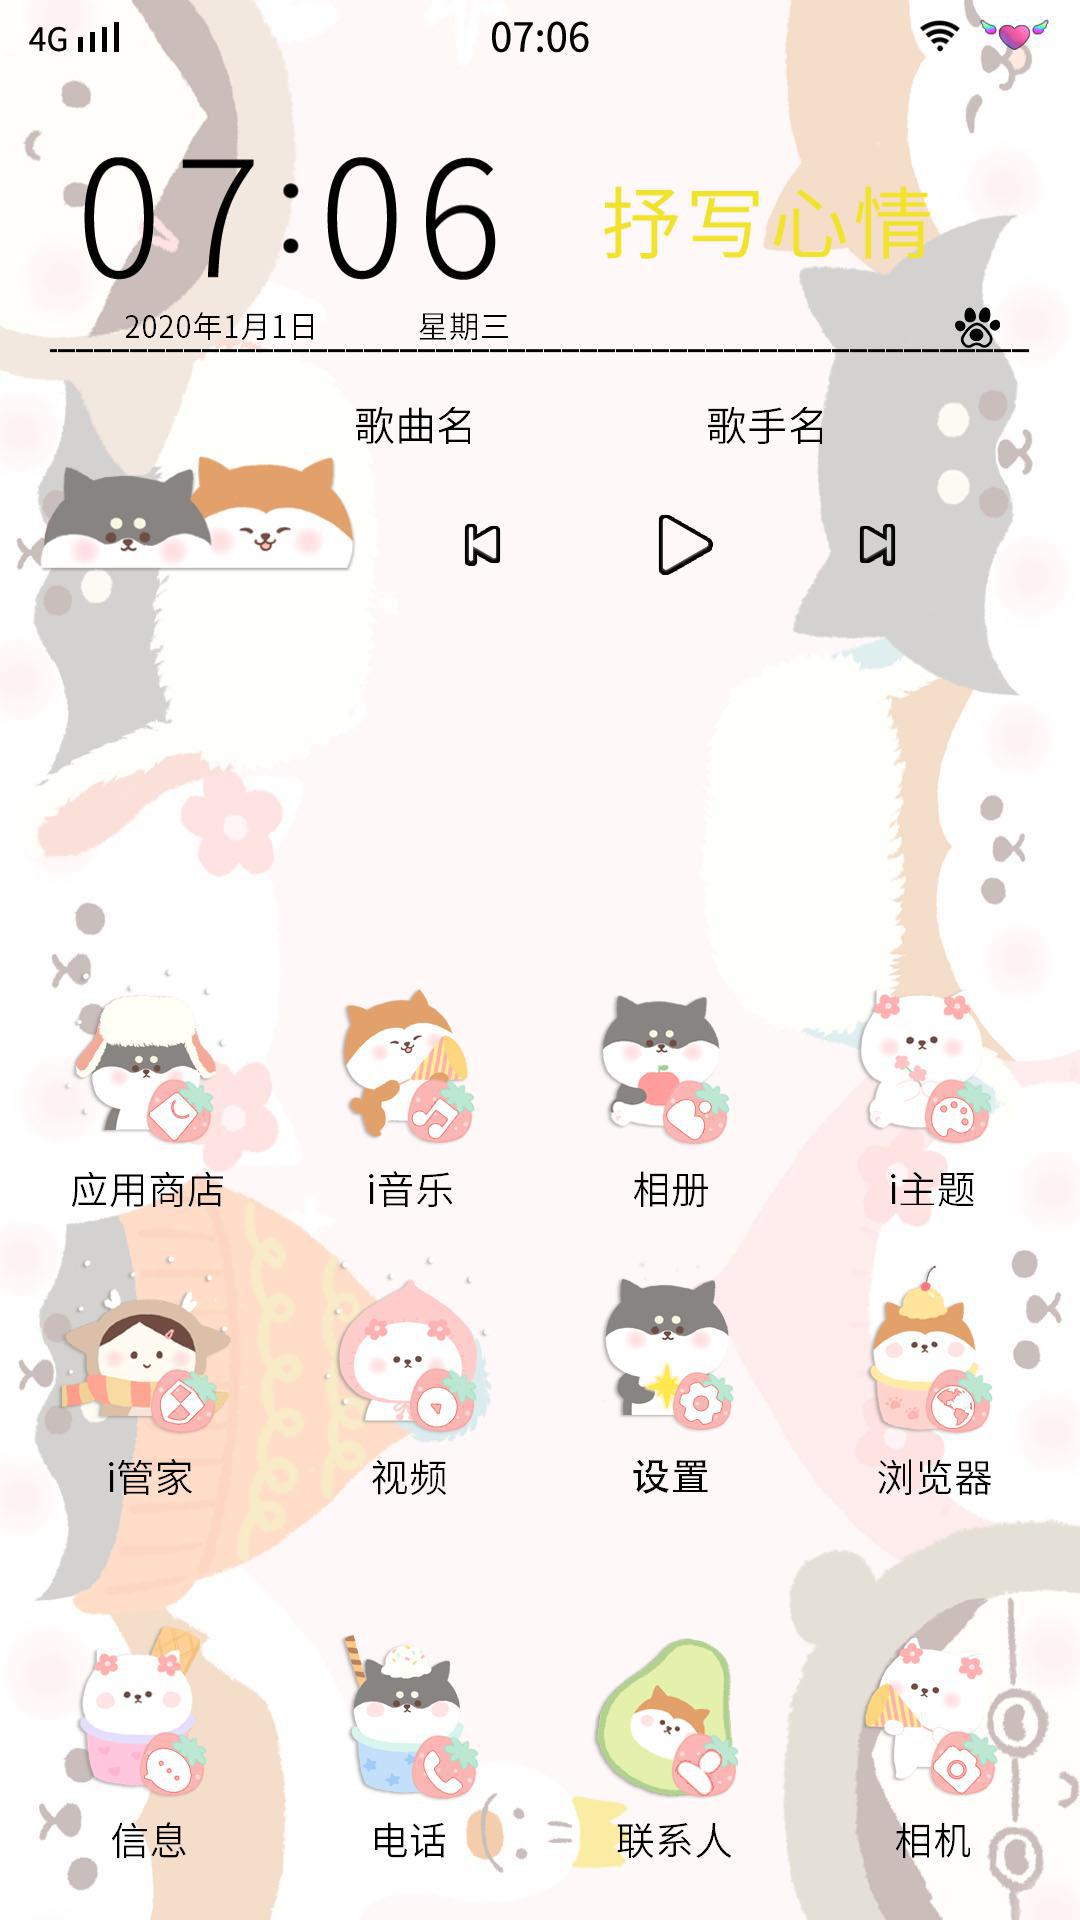 4G 07:06
07:06 抒写心情
2020年1月1日 星期三
歌曲名 歌手名
应用商店 i音乐 相册 i主题
i管家 视频 设置 浏览器
信息 电话 联系人 相机